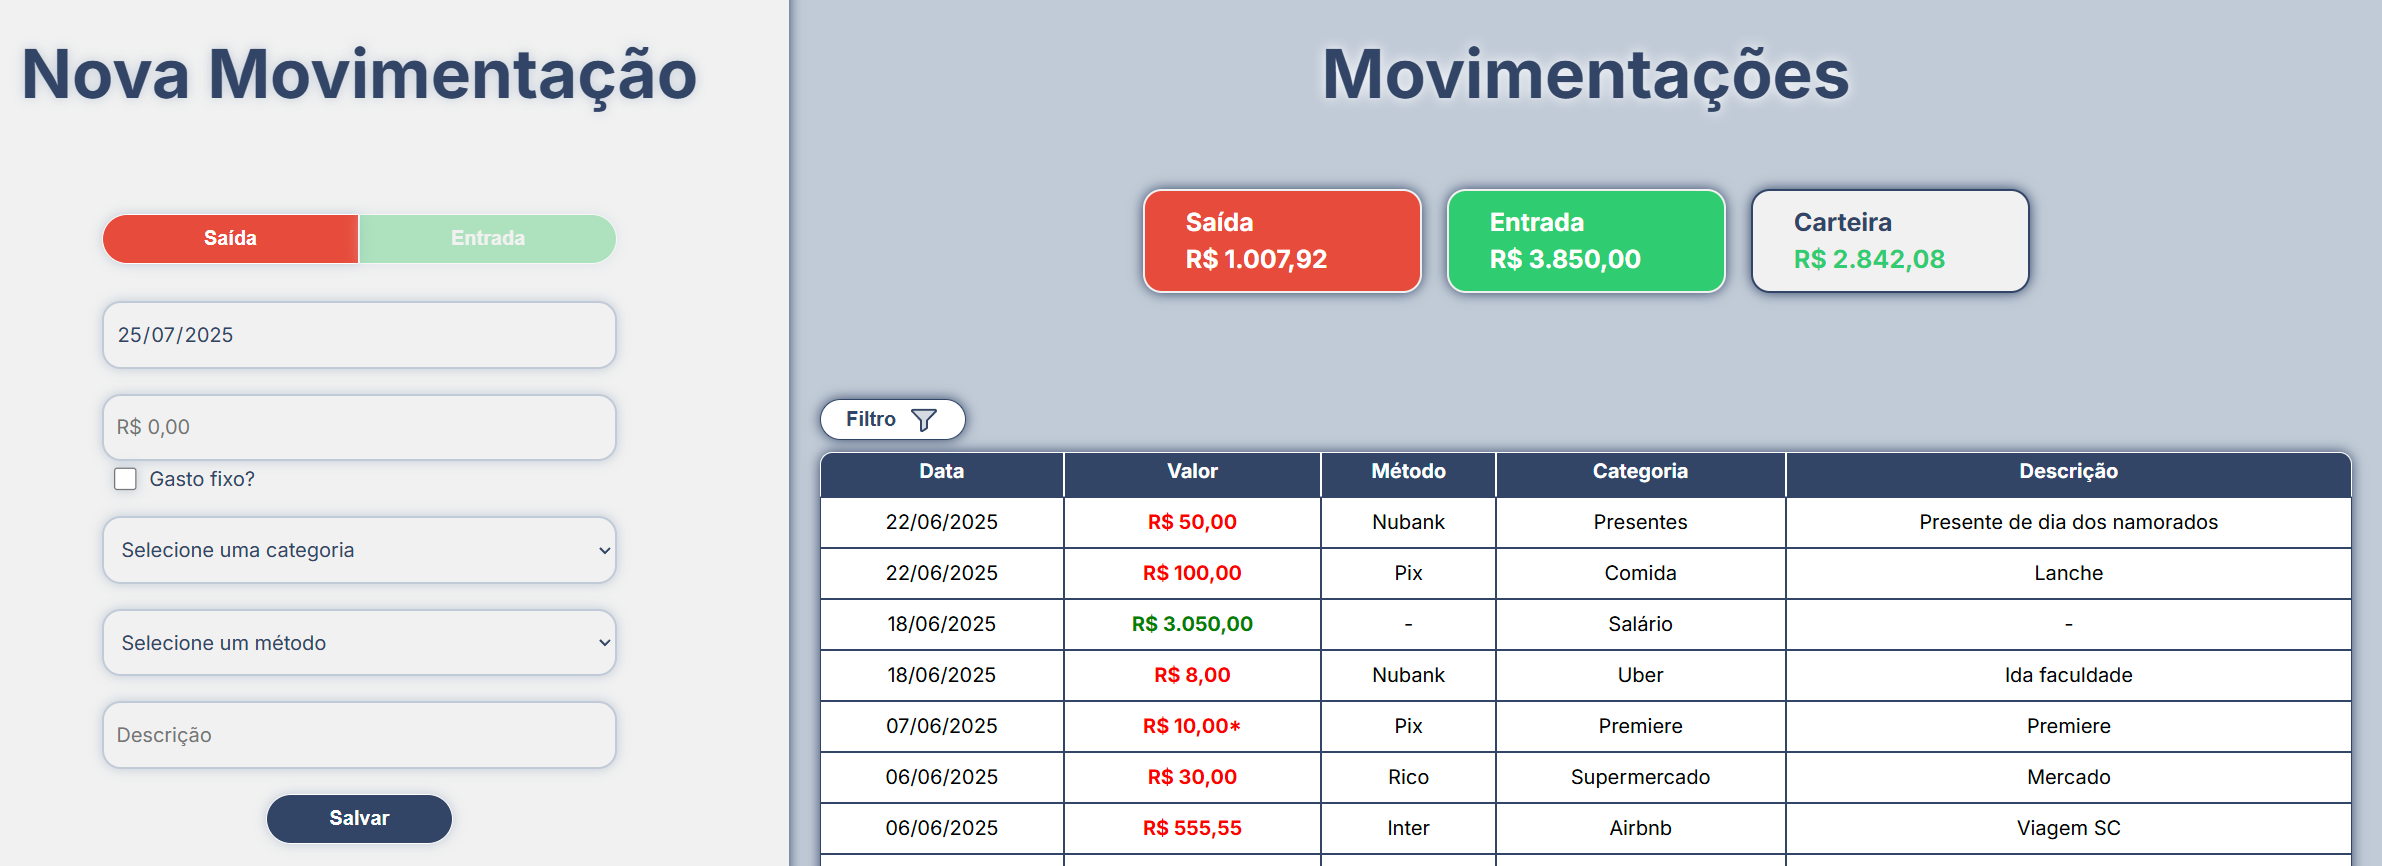 Nova Movimentação
Saída Entrada
25/07/2025
R$ 0,00
Gasto fixo?
Selecione uma categoria
Selecione um método
Descrição
Salvar
Movimentações
Saída
R$ 1.007,92
Entrada
R$ 3.850,00
Carteira
R$ 2.842,08
Filtro
Data Valor Método Categoria Descrição
22/06/2025 R$ 50,00 Nubank Presentes Presente de dia dos namorados
22/06/2025 R$ 100,00 Pix Comida Lanche
18/06/2025 R$ 3.050,00 - Salário -
18/06/2025 R$ 8,00 Nubank Uber Ida faculdade
07/06/2025 R$ 10,00* Pix Premiere Premiere
06/06/2025 R$ 30,00 Rico Supermercado Mercado
06/06/2025 R$ 555,55 Inter Airbnb Viagem SC